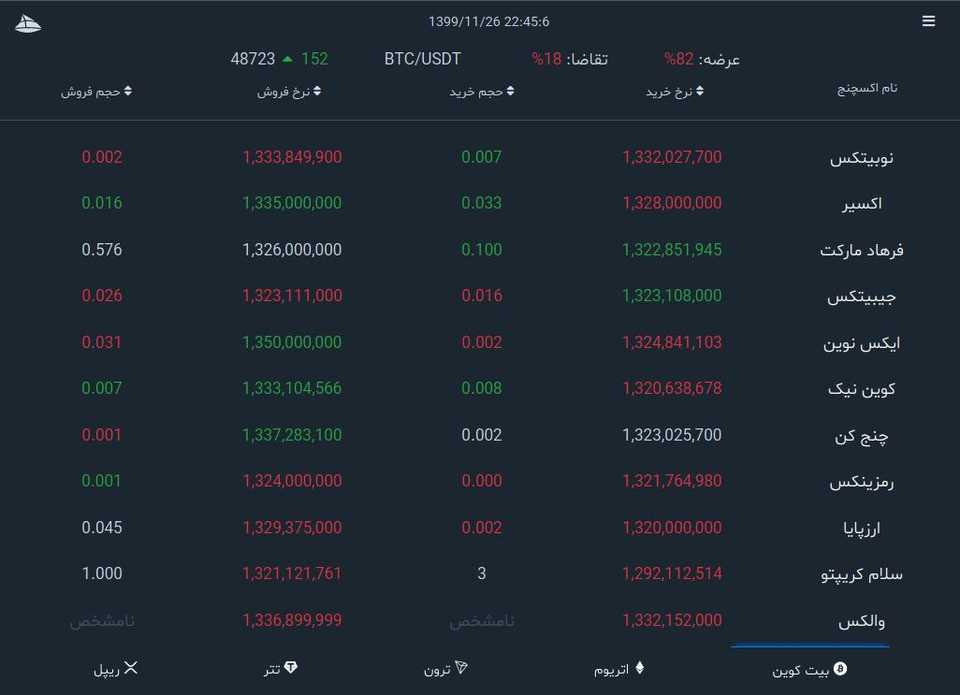 1399/11/26 22:45:6
عرضه: %82 تقاضا: %18 BTC/USDT 152 48723
نام اکسچنج نرخ خرید حجم خرید نرخ فروش حجم فروش
نوبیتکس 1,332,027,700 0.007 1,333,849,900 0.002
اکسیر 1,328,000,000 0.033 1,335,000,000 0.016
فرهاد مارکت 1,322,851,945 0.100 1,326,000,000 0.576
جیبیتکس 1,323,108,000 0.016 1,323,111,000 0.026
ایکس نوین 1,324,841,103 0.002 1,350,000,000 0.031
کوین نیک 1,320,638,678 0.008 1,333,104,566 0.007
چنج کن 1,323,025,700 0.002 1,337,283,100 0.001
رمزینکس 1,321,764,980 0.000 1,324,000,000 0.001
ارزپایا 1,320,000,000 0.002 1,329,375,000 0.045
سلام کریپتو 1,292,112,514 3 1,321,121,761 1.000
والکس 1,332,152,000 نامشخص 1,336,899,999 نامشخص
بیت کوین اتریوم ترون تتر ریپل